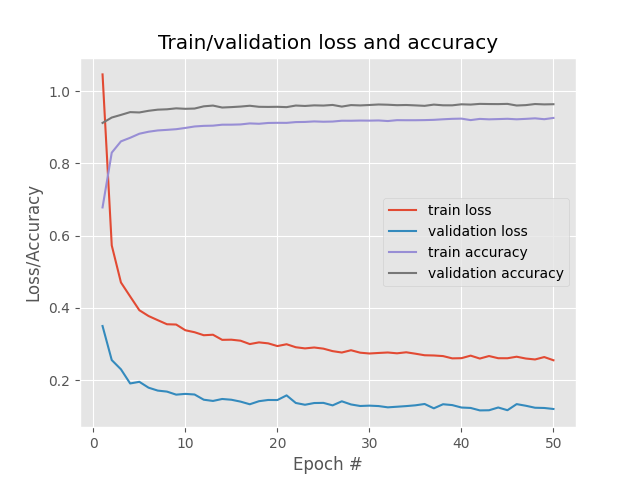 Train/validation loss and accuracy
Loss/Accuracy
1.0
0.8
0.6
0.4
0.2
train loss
validation loss
train accuracy
validation accuracy
0 10 20 30 40 50
Epoch #